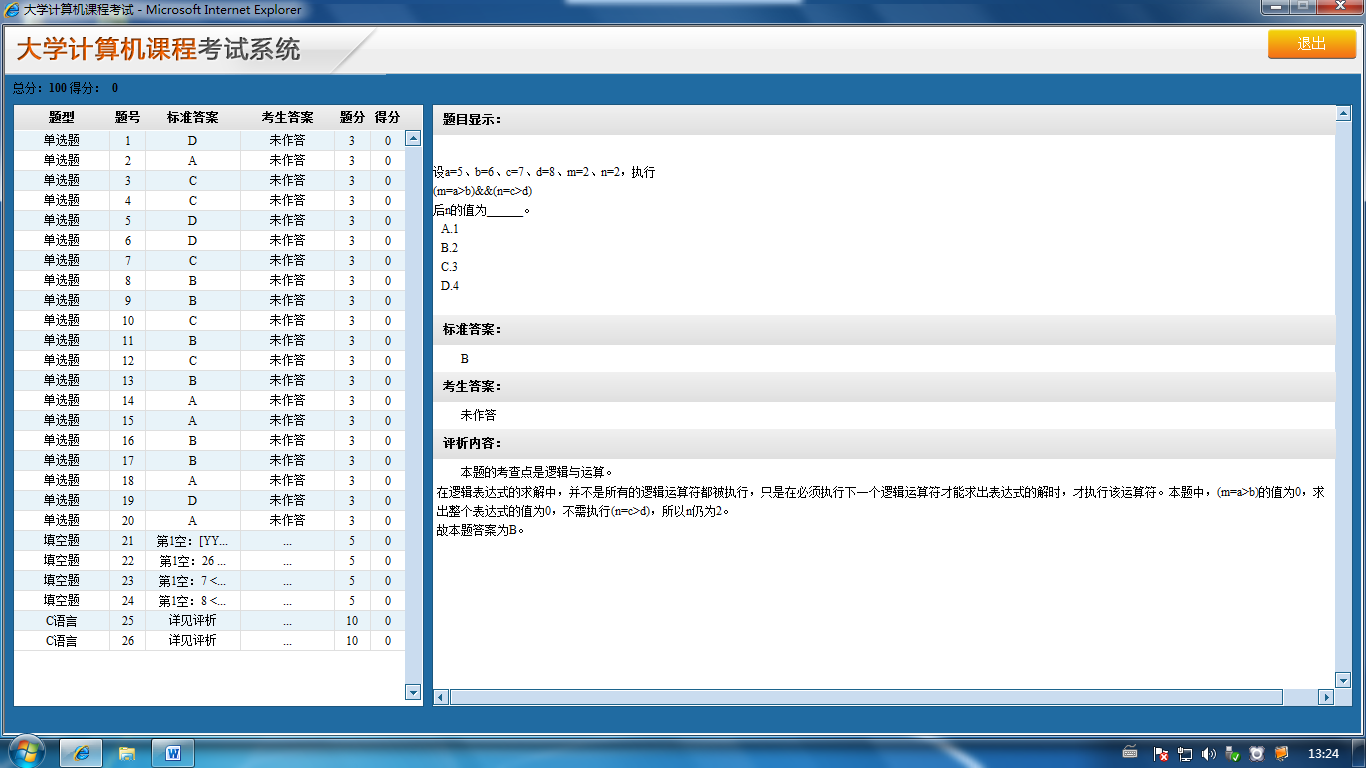 大学计算机课程考试 - Microsoft Internet Explorer
大学计算机课程考试系统
退出
总分：100 得分： 0
题型 题号 标准答案 考生答案 题分 得分
单选题 1 D 未作答 3 0
单选题 2 A 未作答 3 0
单选题 3 C 未作答 3 0
单选题 4 C 未作答 3 0
单选题 5 D 未作答 3 0
单选题 6 D 未作答 3 0
单选题 7 C 未作答 3 0
单选题 8 B 未作答 3 0
单选题 9 B 未作答 3 0
单选题 10 C 未作答 3 0
单选题 11 B 未作答 3 0
单选题 12 C 未作答 3 0
单选题 13 B 未作答 3 0
单选题 14 A 未作答 3 0
单选题 15 A 未作答 3 0
单选题 16 B 未作答 3 0
单选题 17 B 未作答 3 0
单选题 18 A 未作答 3 0
单选题 19 D 未作答 3 0
单选题 20 A 未作答 3 0
填空题 21 第1空：[YY... ... 5 0
填空题 22 第1空：26 ... ... 5 0
填空题 23 第1空：7 <... ... 5 0
填空题 24 第1空：8 <... ... 5 0
C语言 25 详见评析 ... 10 0
C语言 26 详见评析 ... 10 0
题目显示：
设a=5、b=6、c=7、d=8、m=2、n=2，执行
(m=a>b)&&(n=c>d)
后n的值为______。
A.1
B.2
C.3
D.4
标准答案：
B
考生答案：
未作答
评析内容：
本题的考查点是逻辑与运算。
在逻辑表达式的求解中，并不是所有的逻辑运算符都被执行，只是在必须执行下一个逻辑运算符才能求出表达式的解时，才执行该运算符。本题中，(m=a>b)的值为0，求
出整个表达式的值为0，不需执行(n=c>d)，所以n仍为2。
故本题答案为B。
13:24